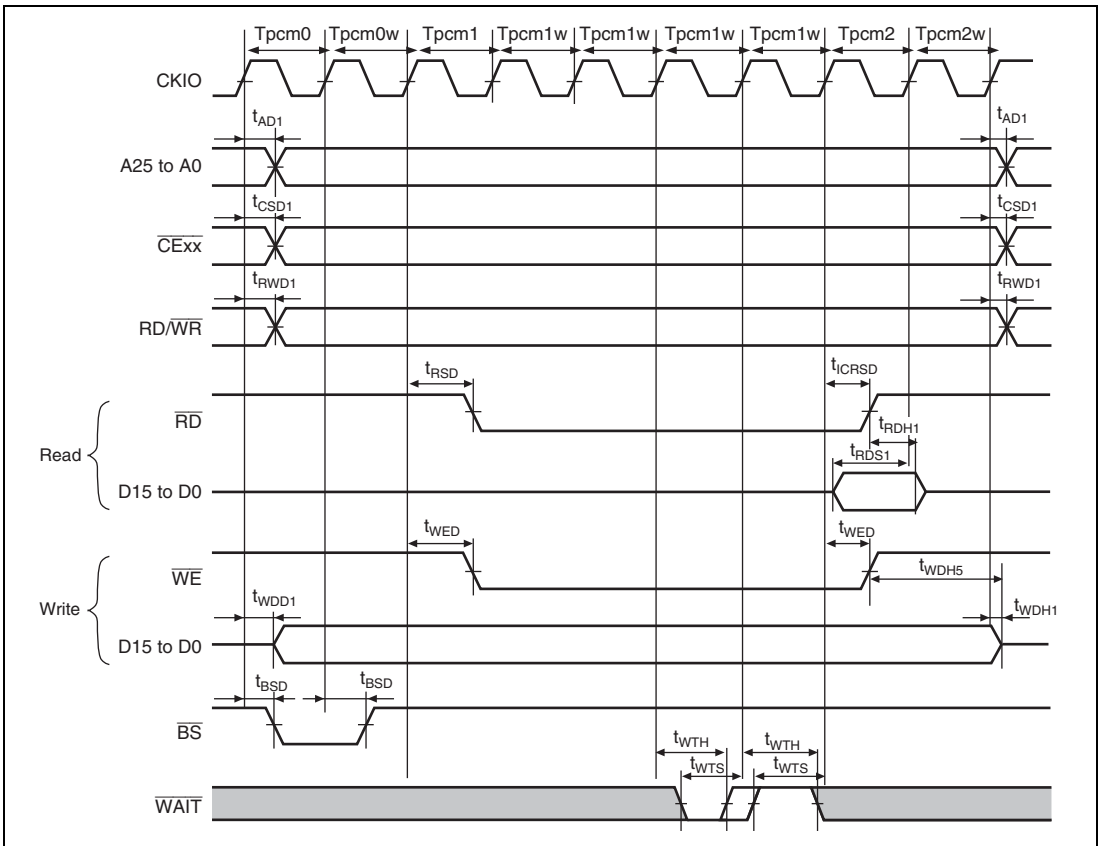 Tpcm0 Tpcm0w Tpcm1 Tpcm1w Tpcm1w Tpcm1w Tpcm1w Tpcm2 Tpcm2w
CKIO
tAD1 tAD1
A25 to A0
tCSD1 tCSD1
CExx
tRWD1 tRWD1
RD/WR
tRSD tICRSD
RD
tRDH1
Read
tRDS1
D15 to D0
tWED tWED
WE
tWDH5
Write
tWDD1 tWDH1
D15 to D0
tBSD tBSD
BS
tWTH tWTH
tWTS tWTS
WAIT